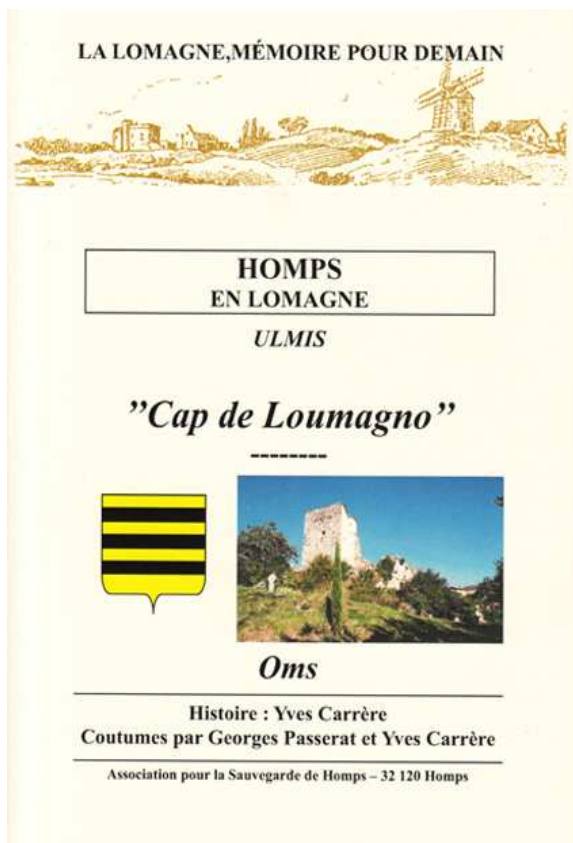 LA LOMAGNE,MÉMOIRE POUR DEMAIN
HOMPS
EN LOMAGNE
ULMIS
”Cap de Loumagno”
--------
Oms
Histoire : Yves Carrère
Coutumes par Georges Passerat et Yves Carrère
Association pour la Sauvegarde de Homps – 32 120 Homps